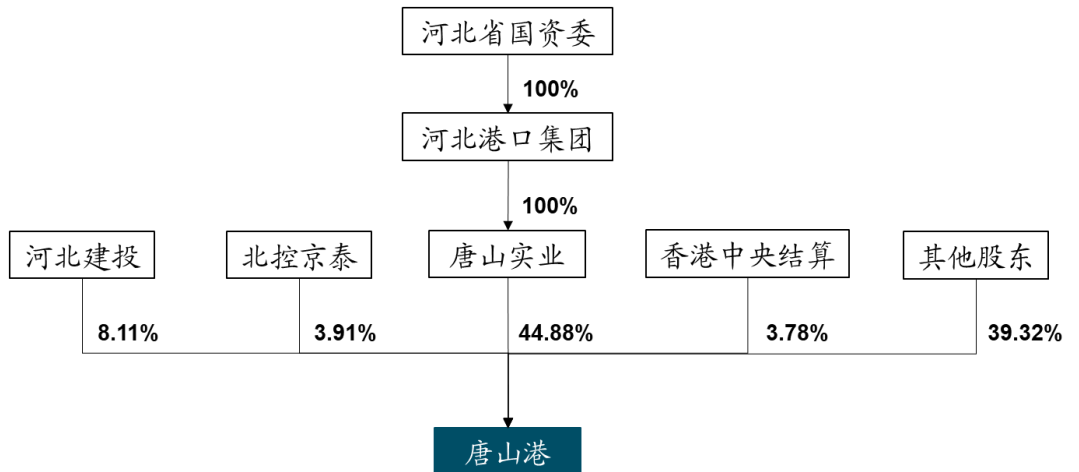 河北省国资委
100%
河北港口集团
100%
河北建投
北控京泰
唐山实业
香港中央结算
其他股东
8.11%
3.91%
44.88%
3.78%
39.32%
唐山港